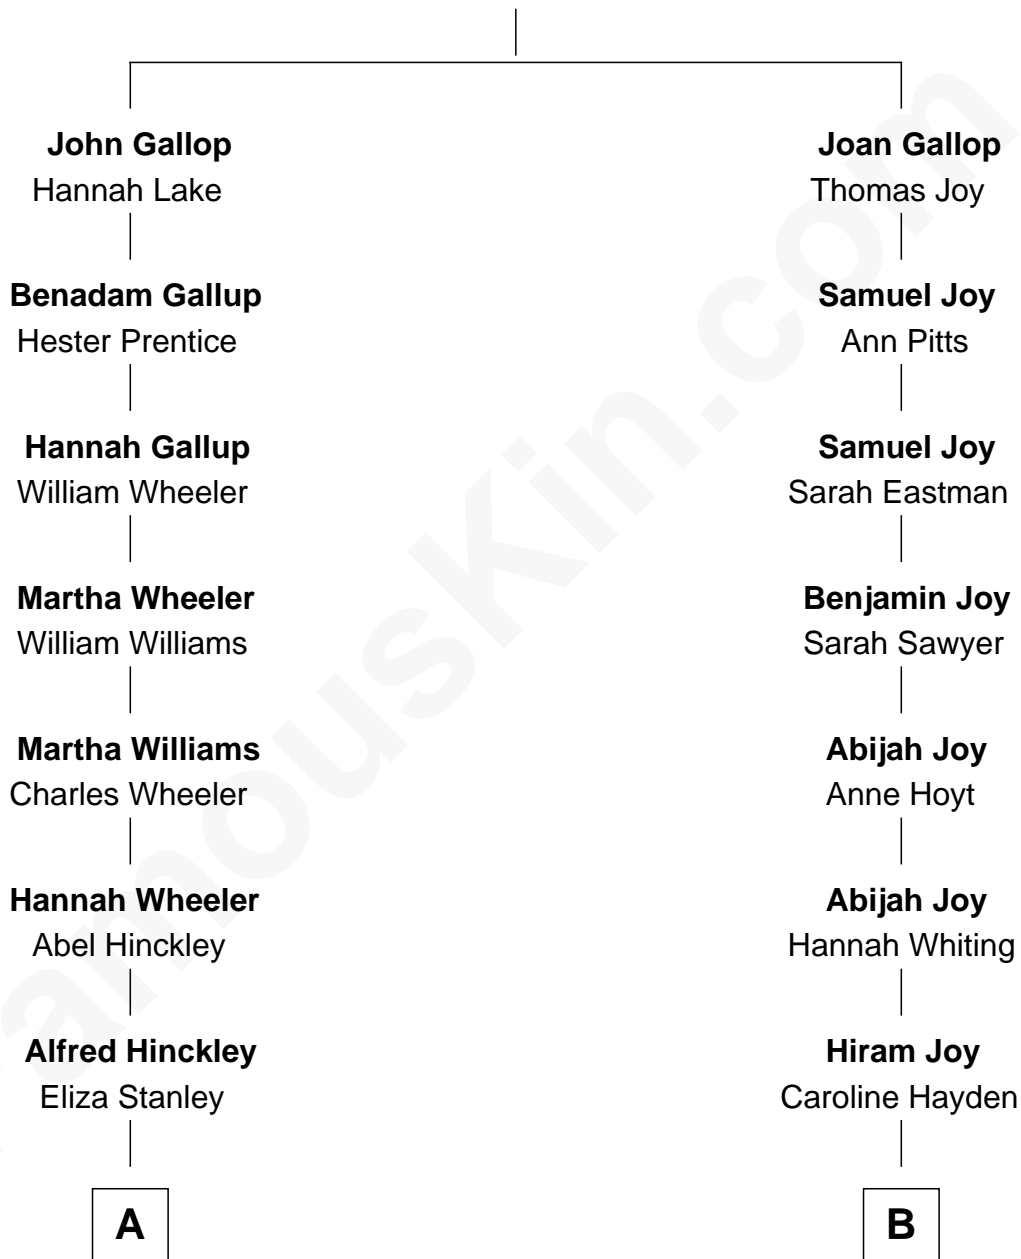 John Gallop
Hannah Lake
Benadam Gallup
Hester Prentice
Hannah Gallup
William Wheeler
Martha Wheeler
William Williams
Martha Williams
Charles Wheeler
Hannah Wheeler
Abel Hinckley
Alfred Hinckley
Eliza Stanley
A
Joan Gallop
Thomas Joy
Samuel Joy
Ann Pitts
Samuel Joy
Sarah Eastman
Benjamin Joy
Sarah Sawyer
Abijah Joy
Anne Hoyt
Abijah Joy
Hannah Whiting
Hiram Joy
Caroline Hayden
B
amousKin.com